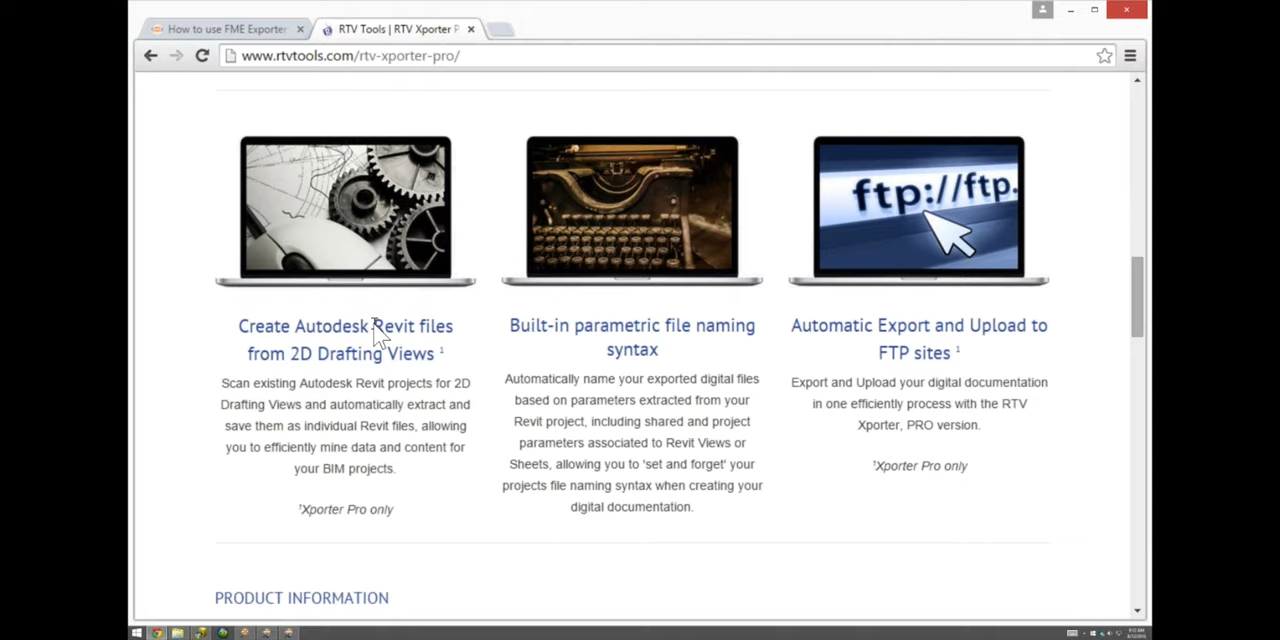 How to use FME Exporter
RTV Tools | RTV Xporter P
www.rtvtools.com/rtv-xporter-pro/
ftp://ftp.
Create Autodesk Revit files
from 2D Drafting Views ¹
Scan existing Autodesk Revit projects for 2D
Drafting Views and automatically extract and
save them as individual Revit files, allowing
you to efficiently mine data and content for
your BIM projects.
¹Xporter Pro only
Built-in parametric file naming
syntax
Automatically name your exported digital files
based on parameters extracted from your
Revit project, including shared and project
parameters associated to Revit Views or
Sheets, allowing you to 'set and forget' your
projects file naming syntax when creating your
digital documentation.
Automatic Export and Upload to
FTP sites ¹
Export and Upload your digital documentation
in one efficiently process with the RTV
Xporter, PRO version.
¹Xporter Pro only
PRODUCT INFORMATION